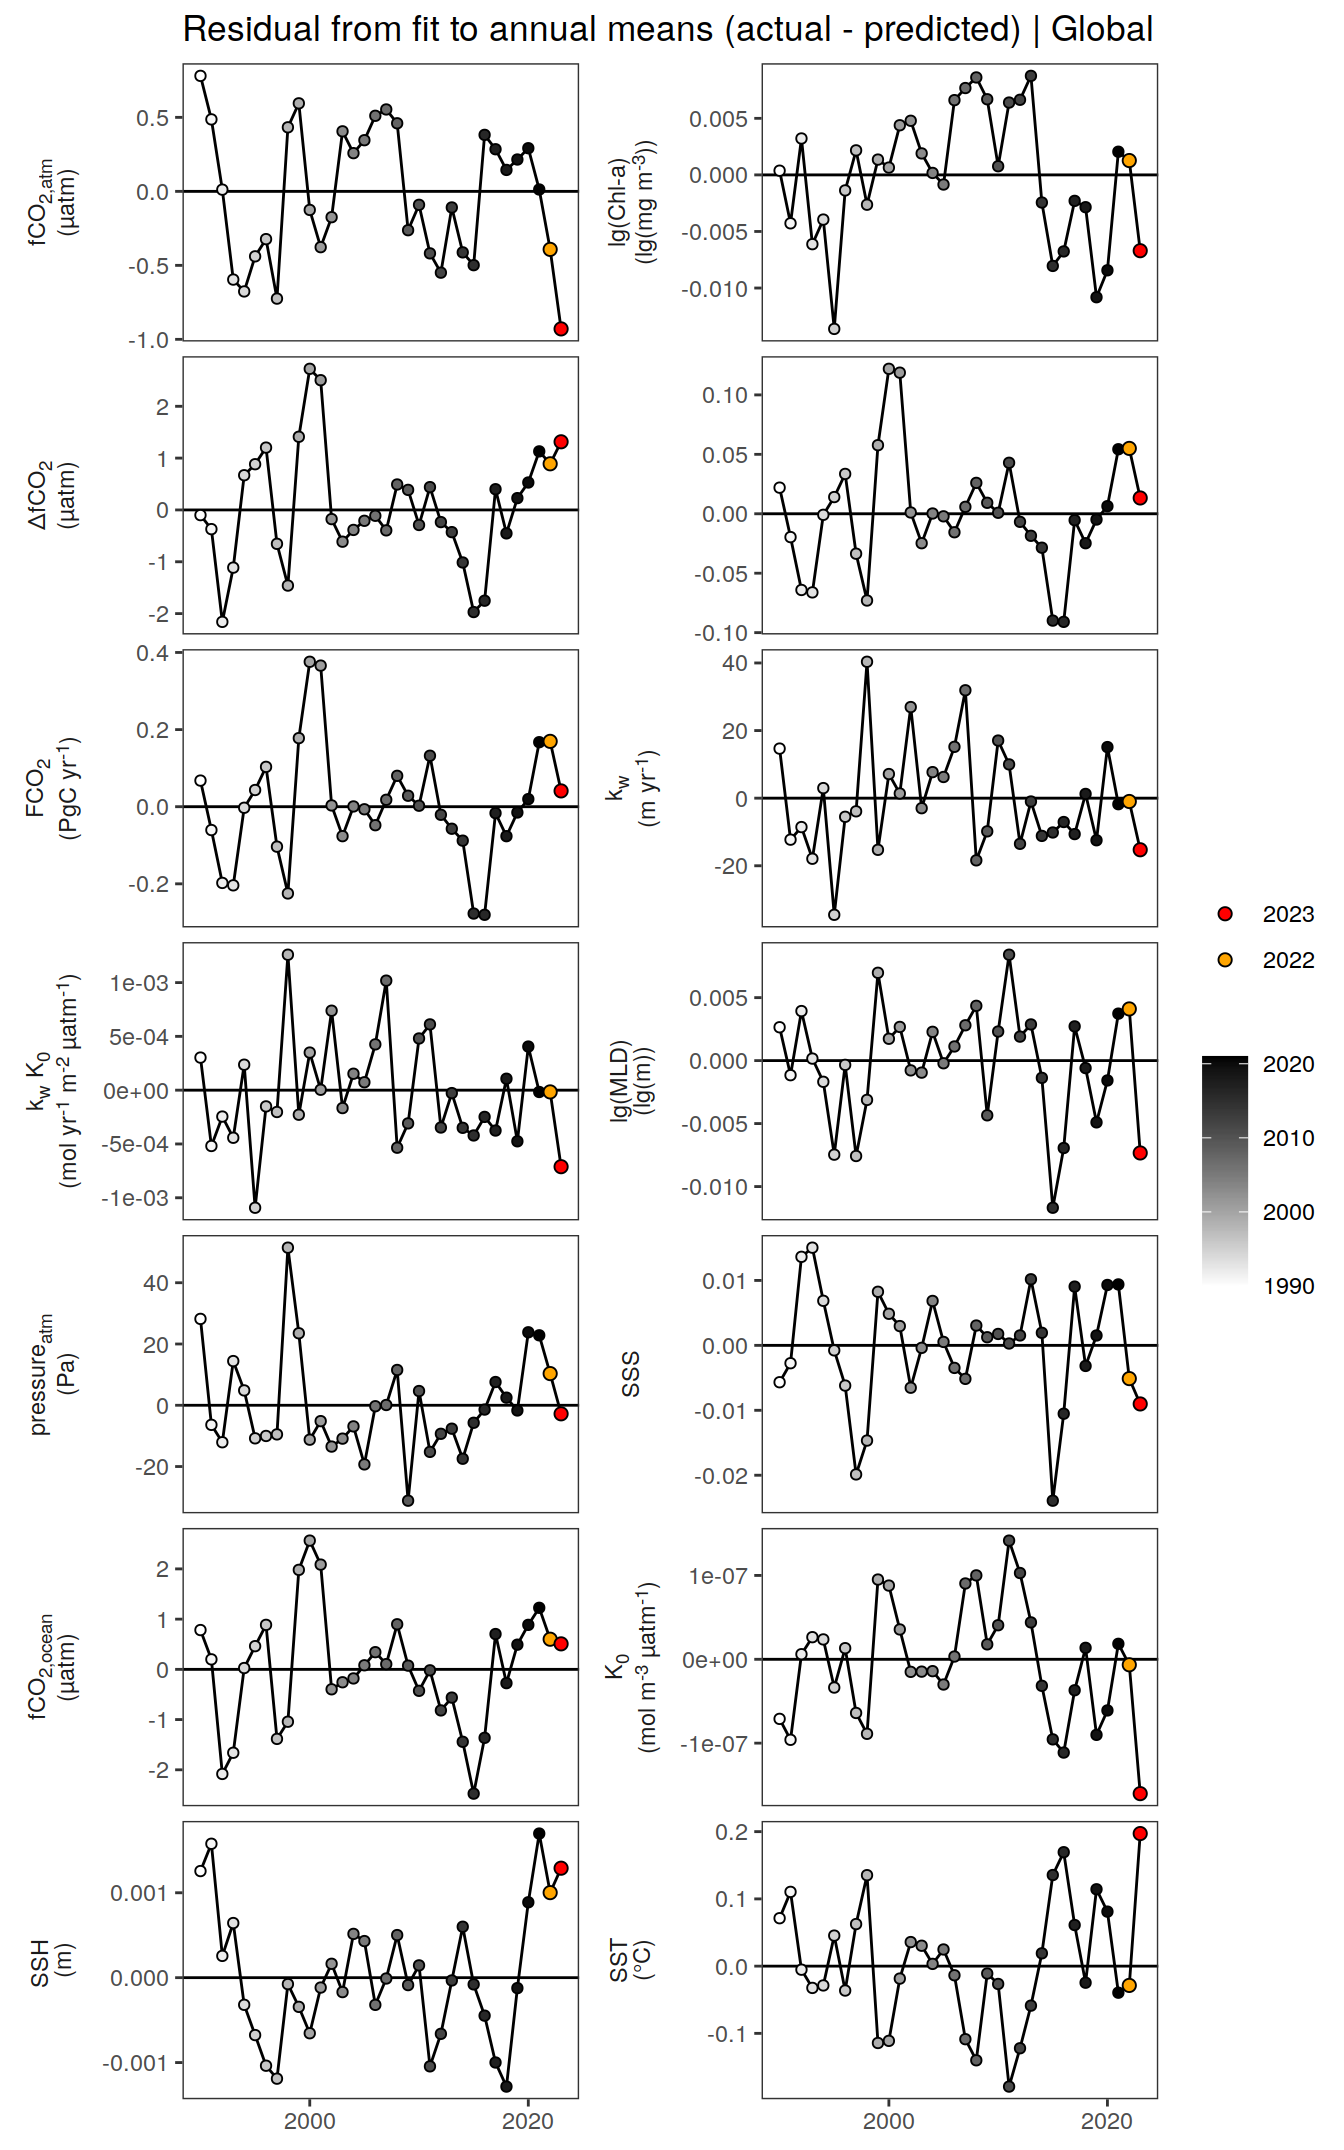 Residual from fit to annual means (actual - predicted) | Global
fCO2,atm
(µatm)
0.5
0.0
-0.5
-1.0
lg(Chl-a)
(lg(mg m-3))
0.005
0.000
-0.005
-0.010
ΔfCO2
(µatm)
2
1
0
-1
-2
0.10
0.05
0.00
-0.05
-0.10
FCO2
(PgC yr-1)
0.4
0.2
0.0
-0.2
kw
(m yr-1)
40
20
0
-20
kw K0
(mol yr-1 m-2 µatm-1)
1e-03
5e-04
0e+00
-5e-04
-1e-03
lg(MLD)
(lg(m))
0.005
0.000
-0.005
-0.010
pressureatm
(Pa)
40
20
0
-20
SSS
0.01
0.00
-0.01
-0.02
fCO2,ocean
(µatm)
2
1
0
-1
-2
K0
(mol m-3 µatm-1)
1e-07
0e+00
-1e-07
SSH
(m)
0.001
0.000
-0.001
SST
(°C)
0.2
0.1
0.0
-0.1
2000
2020
2000
2020
2023
2022
2020
2010
2000
1990